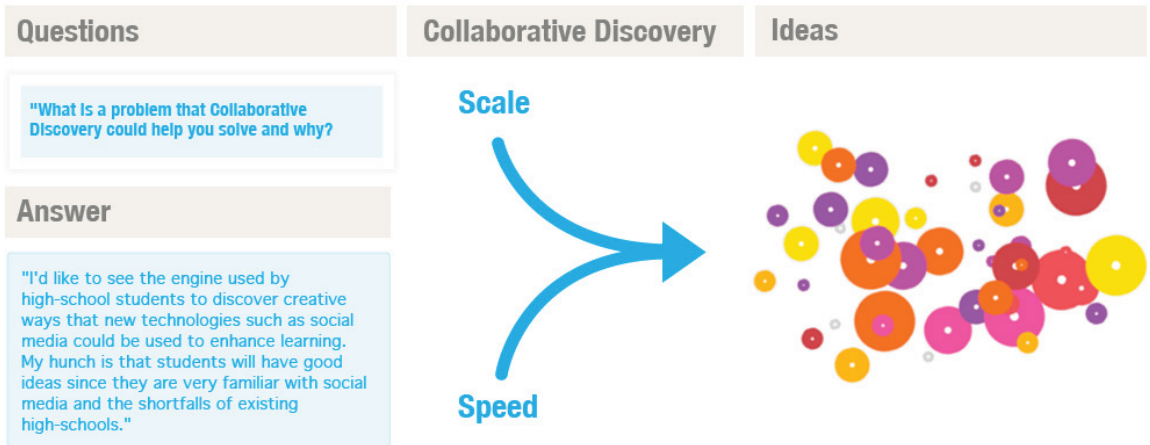 Questions
"What is a problem that Collaborative
Discovery could help you solve and why?
Answer
"I'd like to see the engine used by
high-school students to discover creative
ways that new technologies such as social
media could be used to enhance learning.
My hunch is that students will have good
ideas since they are very familiar with social
media and the shortfalls of existing
high-schools."
Collaborative Discovery
Scale
Speed
Ideas